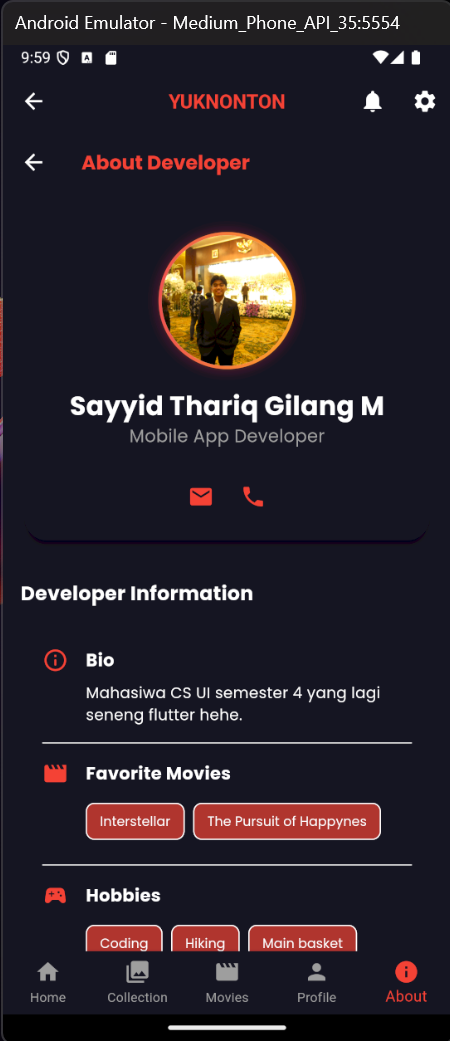 Android Emulator - Medium_Phone_API_35:5554
9:59
A
YUKNONTON
About Developer
Sayyid Thariq Gilang M
Mobile App Developer
Developer Information
Bio
Mahasiwa CS UI semester 4 yang lagi
seneng flutter hehe.
Favorite Movies
Interstellar The Pursuit of Happynes
Hobbies
Coding Hiking Main basket
Home Collection Movies Profile About